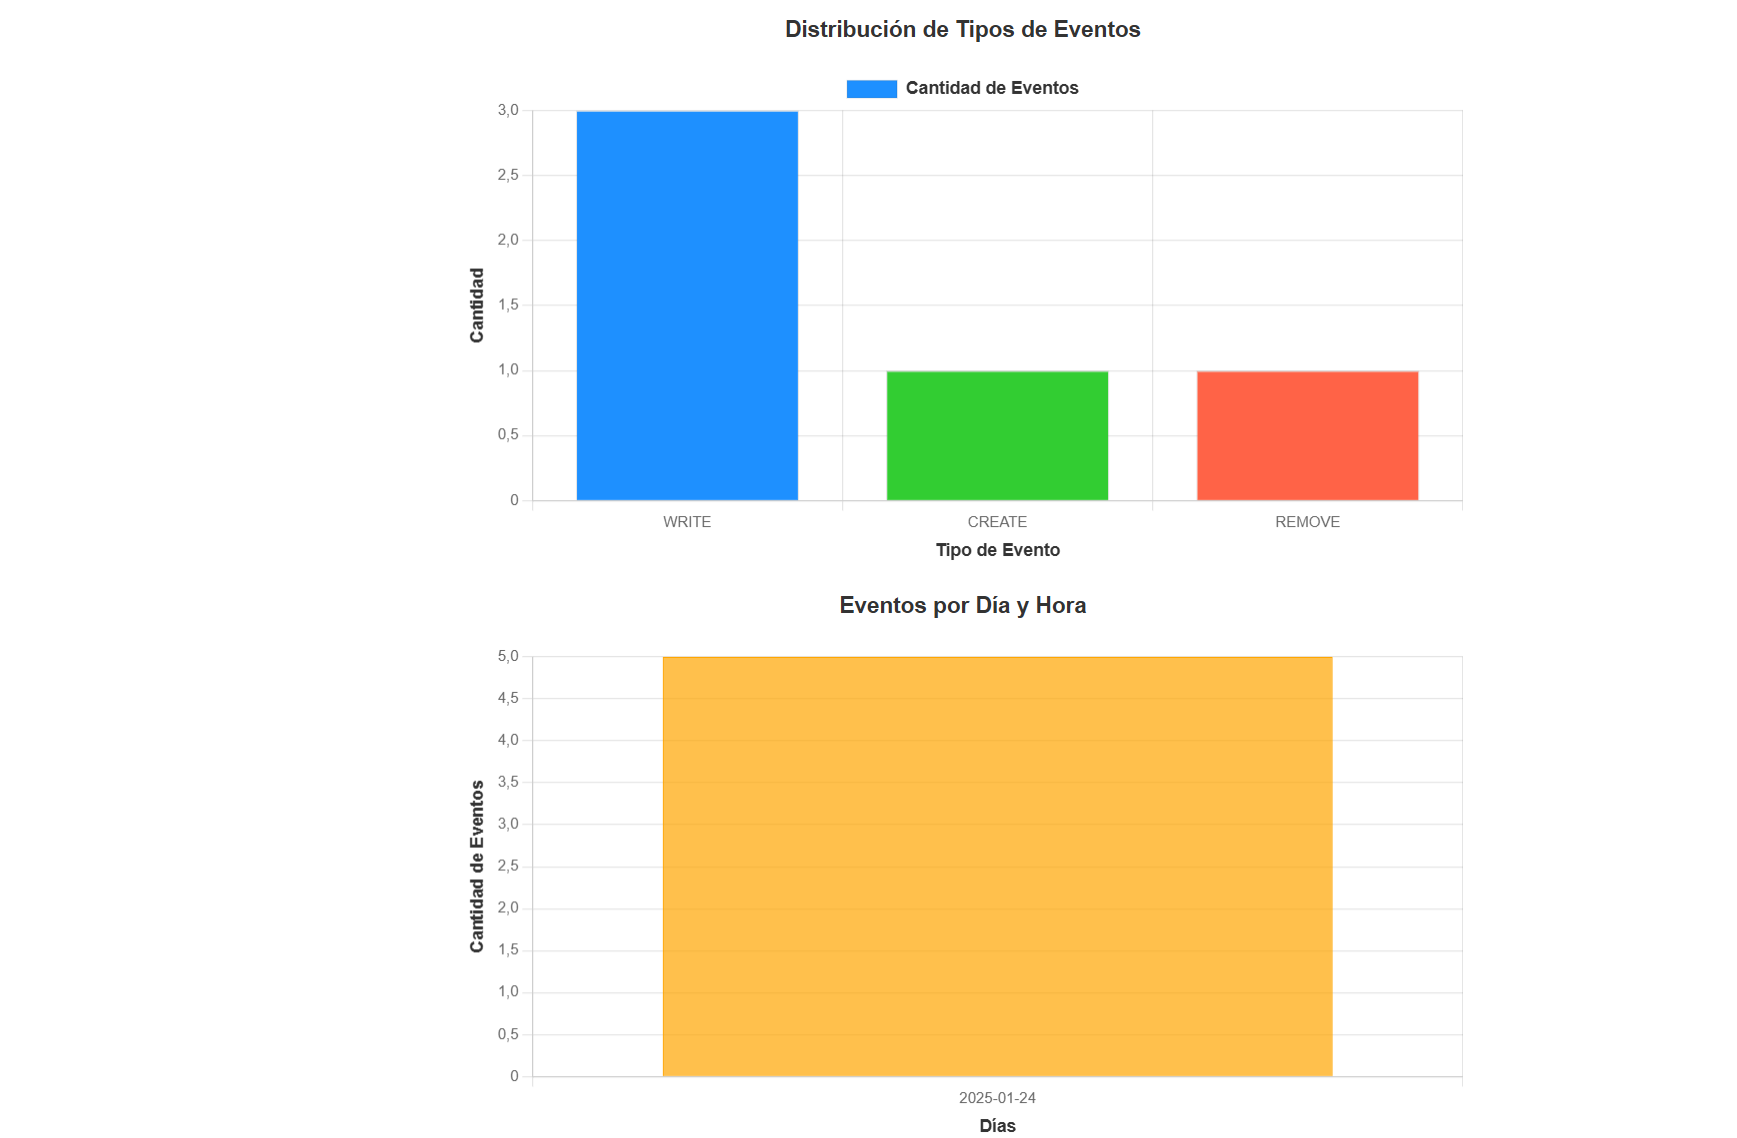 Distribución de Tipos de Eventos
Cantidad de Eventos
3,0
2,5
2,0
1,5
1,0
0,5
0
Cantidad
WRITE CREATE REMOVE
Tipo de Evento
Eventos por Día y Hora
5,0
4,5
4,0
3,5
3,0
2,5
2,0
1,5
1,0
0,5
0
Cantidad de Eventos
2025-01-24
Días